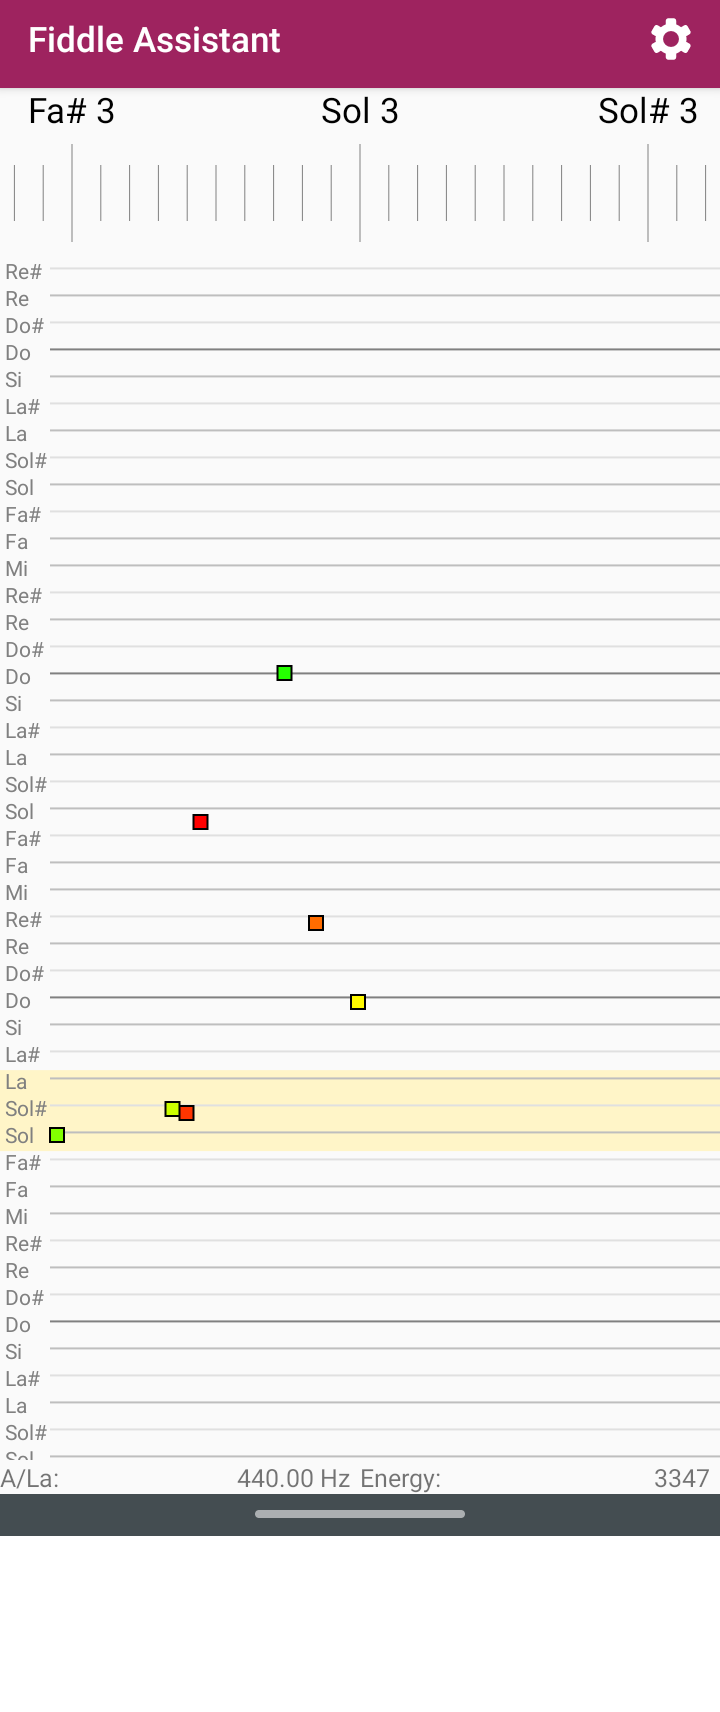 Fiddle Assistant
Fa# 3 Sol 3 Sol# 3
Re#
Re
Do#
Do
Si
La#
La
Sol#
Sol
Fa#
Fa
Mi
Re#
Re
Do#
Do
Si
La#
La
Sol#
Sol
Fa#
Fa
Mi
Re#
Re
Do#
Do
Si
La#
La
Sol#
Sol
Fa#
Fa
Mi
Re#
Re
Do#
Do
Si
La#
La
Sol#
Sol
A/La: 440.00 Hz Energy: 3347